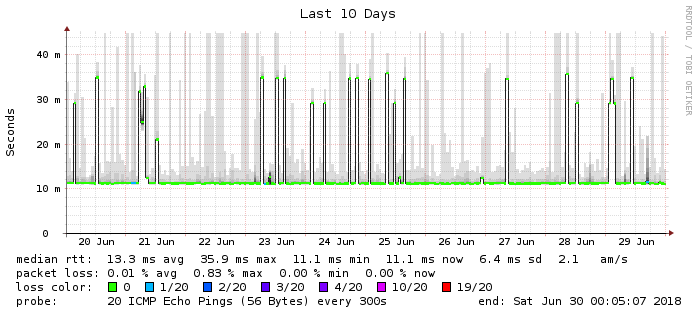 Last 10 Days
RRDTOOL / TOBI OETIKER
Seconds
40 m
30 m
20 m
10 m
0
20 Jun 21 Jun 22 Jun 23 Jun 24 Jun 25 Jun 26 Jun 27 Jun 28 Jun 29 Jun
median rtt: 13.3 ms avg 35.9 ms max 11.1 ms min 11.1 ms now 6.4 ms sd 2.1 am/s
packet loss: 0.01 % avg 0.83 % max 0.00 % min 0.00 % now
loss color: 0 1/20 2/20 3/20 4/20 10/20 19/20
probe: 20 ICMP Echo Pings (56 Bytes) every 300s end: Sat Jun 30 00:05:07 2018